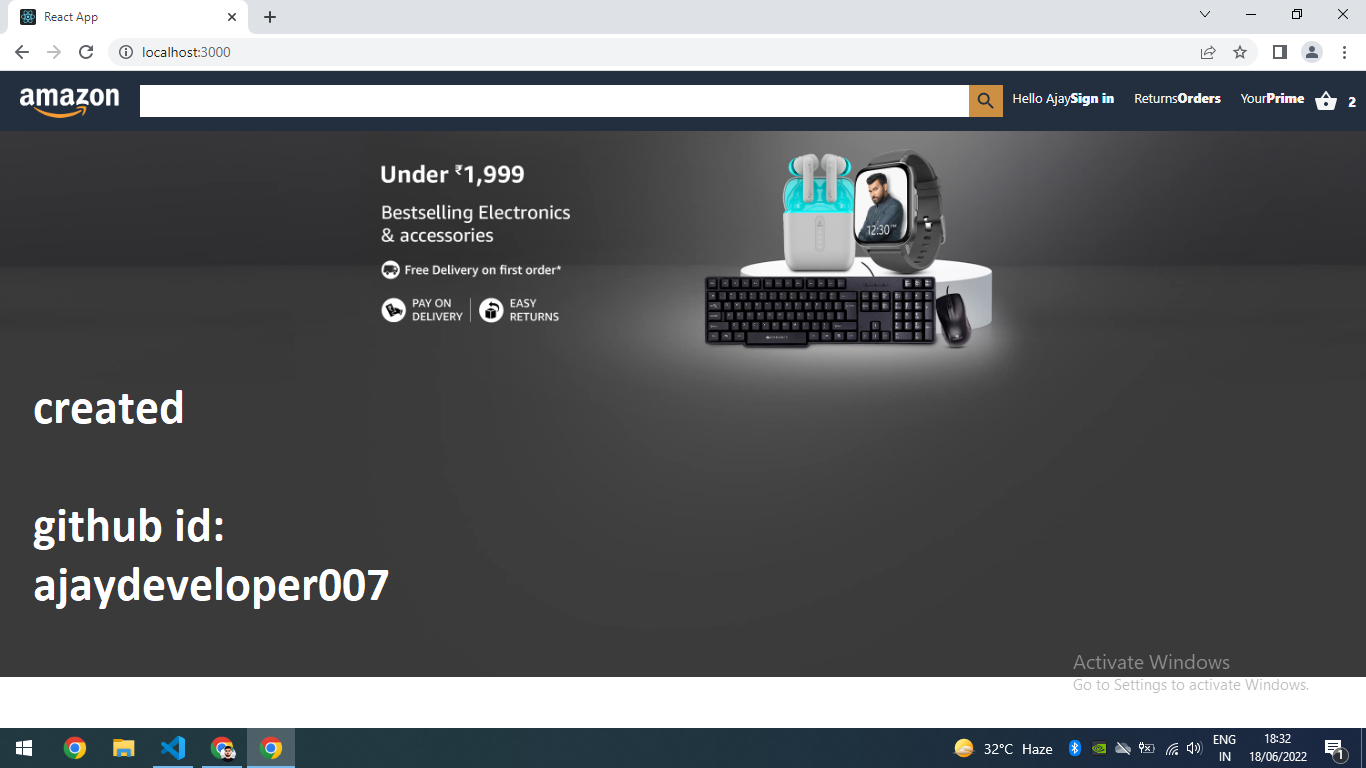 React App
localhost:3000
amazon
Hello AjaySign in ReturnsOrders YourPrime 2
Under ₹1,999
Bestselling Electronics
& accessories
Free Delivery on first order*
PAY ON
DELIVERY
EASY
RETURNS
12:30
created
github id:
ajaydeveloper007
Activate Windows
Go to Settings to activate Windows.
32°C Haze
ENG
IN
18:32
18/06/2022
1